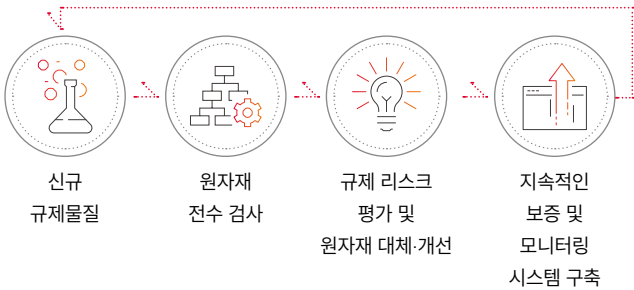 신규
규제물질
원자재
전수 검사
규제 리스크
평가 및
원자재 대체·개선
지속적인
보증 및
모니터링
시스템 구축